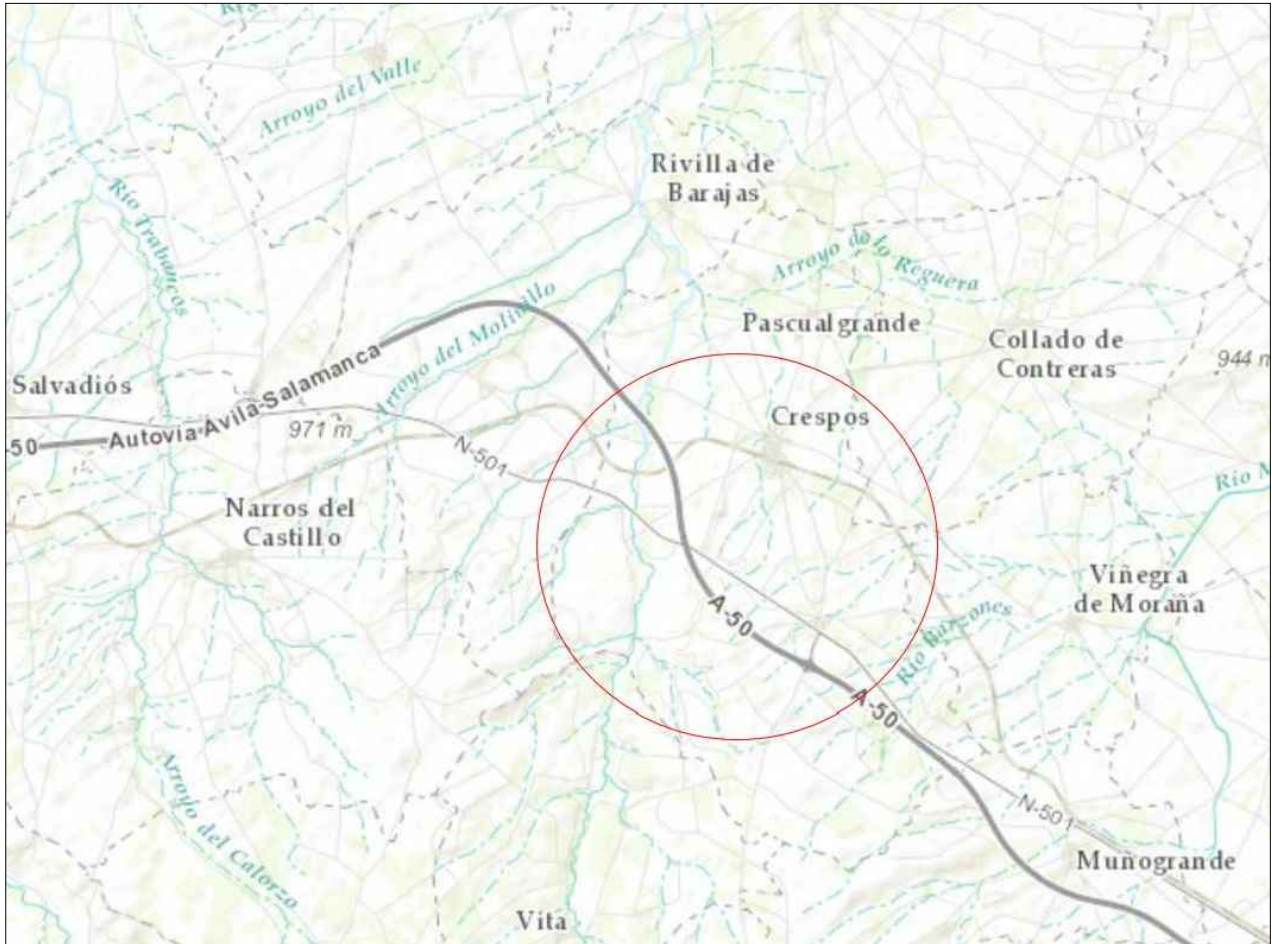 Arroyo del Valle
Rivilla de
Barajas
Río Trabancos
Arroyo de la Reguera
Arroyo del Molinillo
Pascualgrande
Collado de
Contreras
944 m
Salvadiós
Autovía Ávila-Salamanca
-50
971 m
N-501
Crespos
Río M
Narros del
Castillo
Viñegra
de Moraña
A-50
A-50
N-501
Arroyo del Calorzo
Muñogrande
Vita